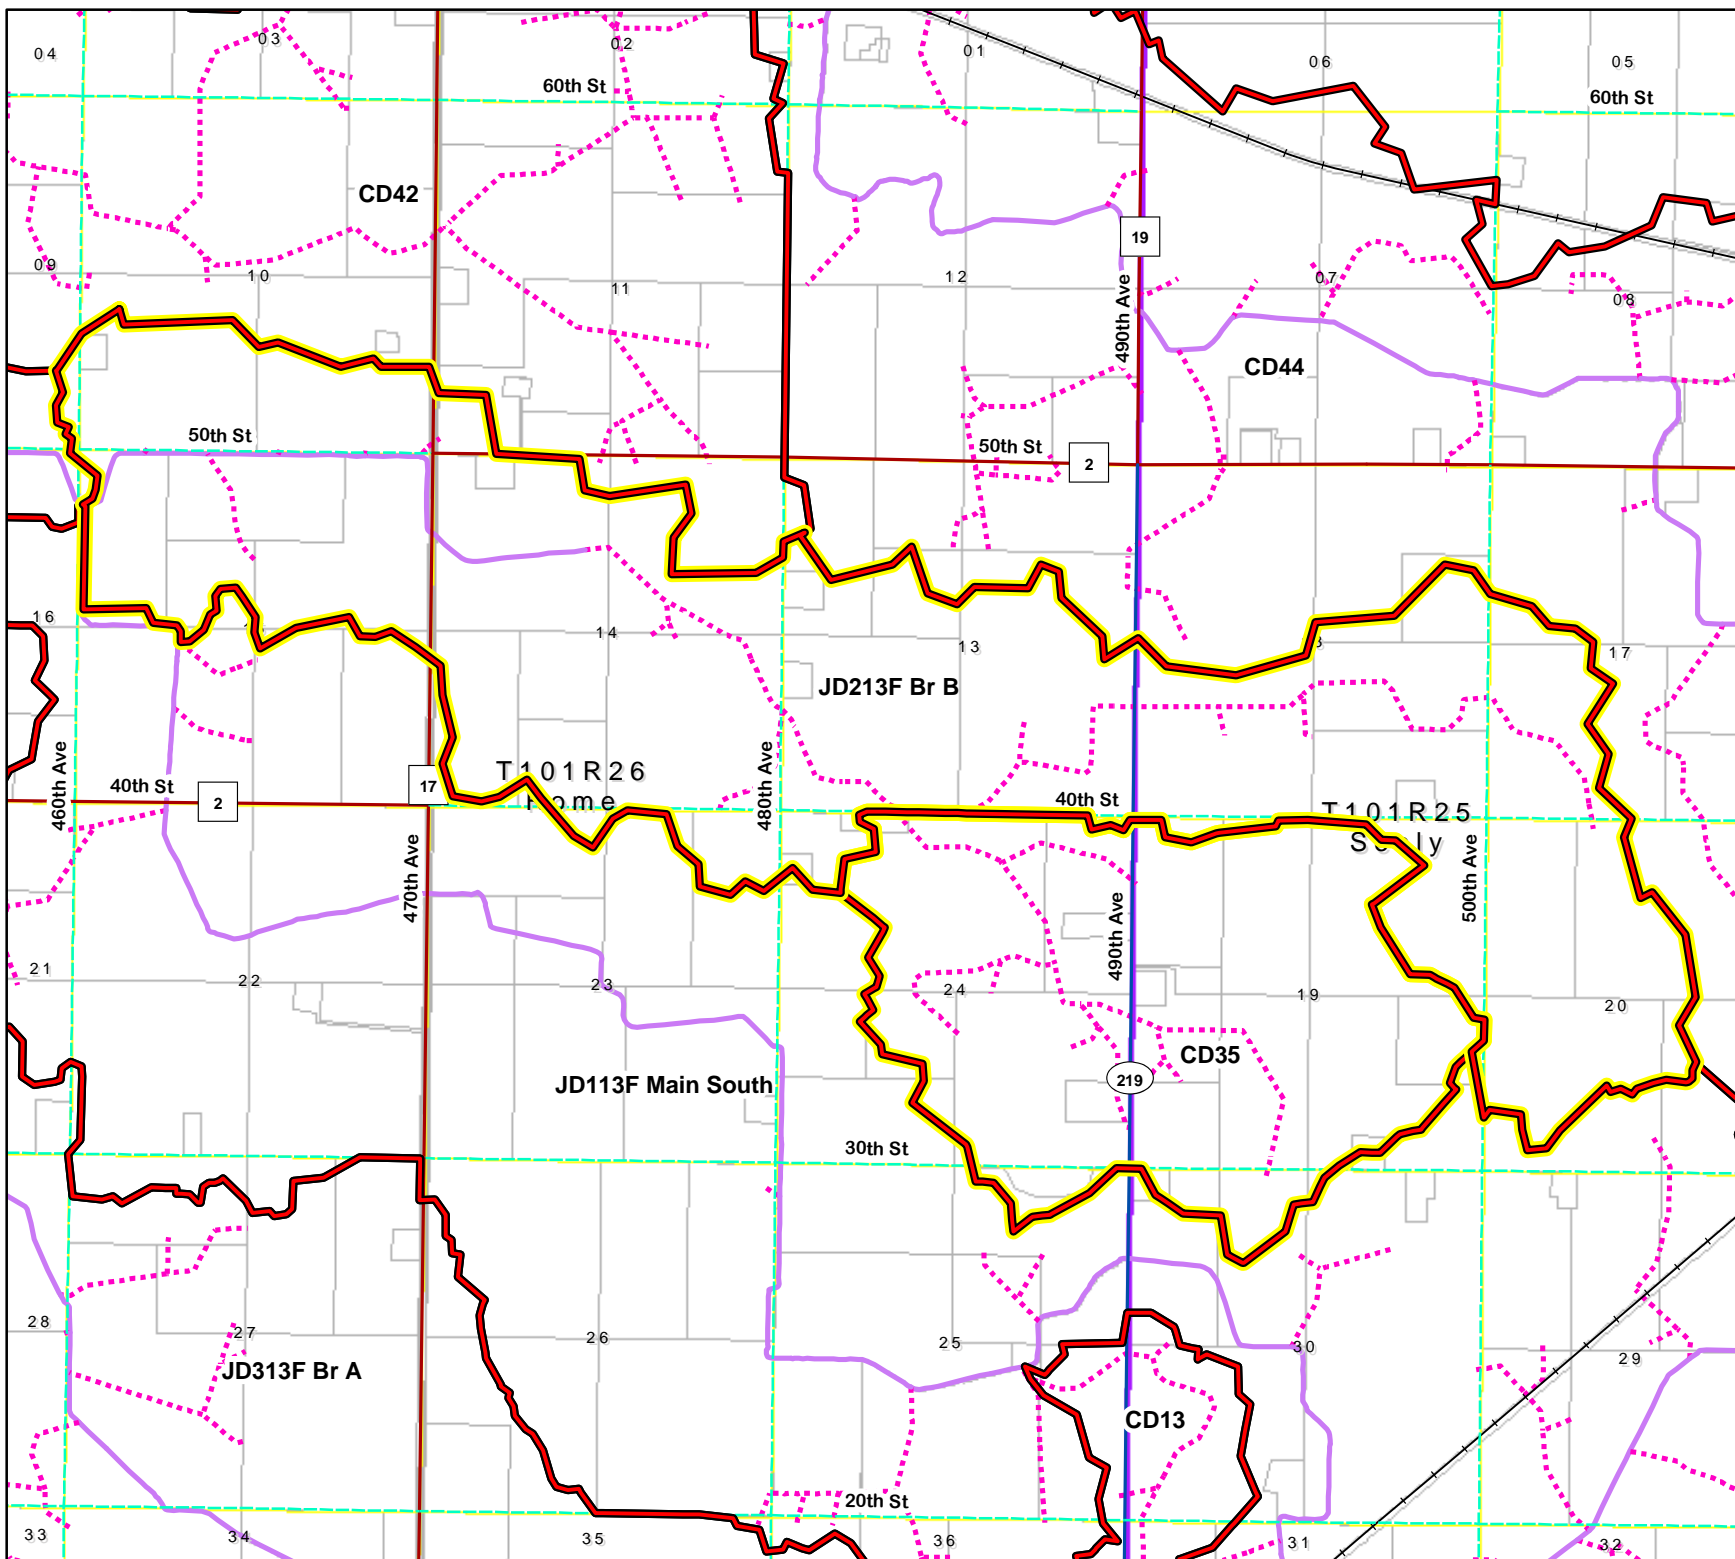 04
03
02
01
06
05
60th St
60th St
CD42
19
09
10
11
12
490th Ave
07
08
CD44
50th St
50th St
2
16
14
13
17
JD213F Br B
T101R26
460th Ave
480th Ave
40th St
2
17
40th St
T101R25
470th Ave
490th Ave
500th Ave
21
22
23
24
19
20
CD35
JD113F Main South
219
30th St
28
27
26
25
30
29
JD313F Br A
CD13
20th St
33
34
35
36
31
32